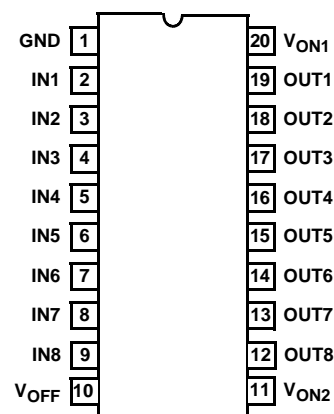 GND 1 20 VON1
IN1 2 19 OUT1
IN2 3 18 OUT2
IN3 4 17 OUT3
IN4 5 16 OUT4
IN5 6 15 OUT5
IN6 7 14 OUT6
IN7 8 13 OUT7
IN8 9 12 OUT8
VOFF 10 11 VON2